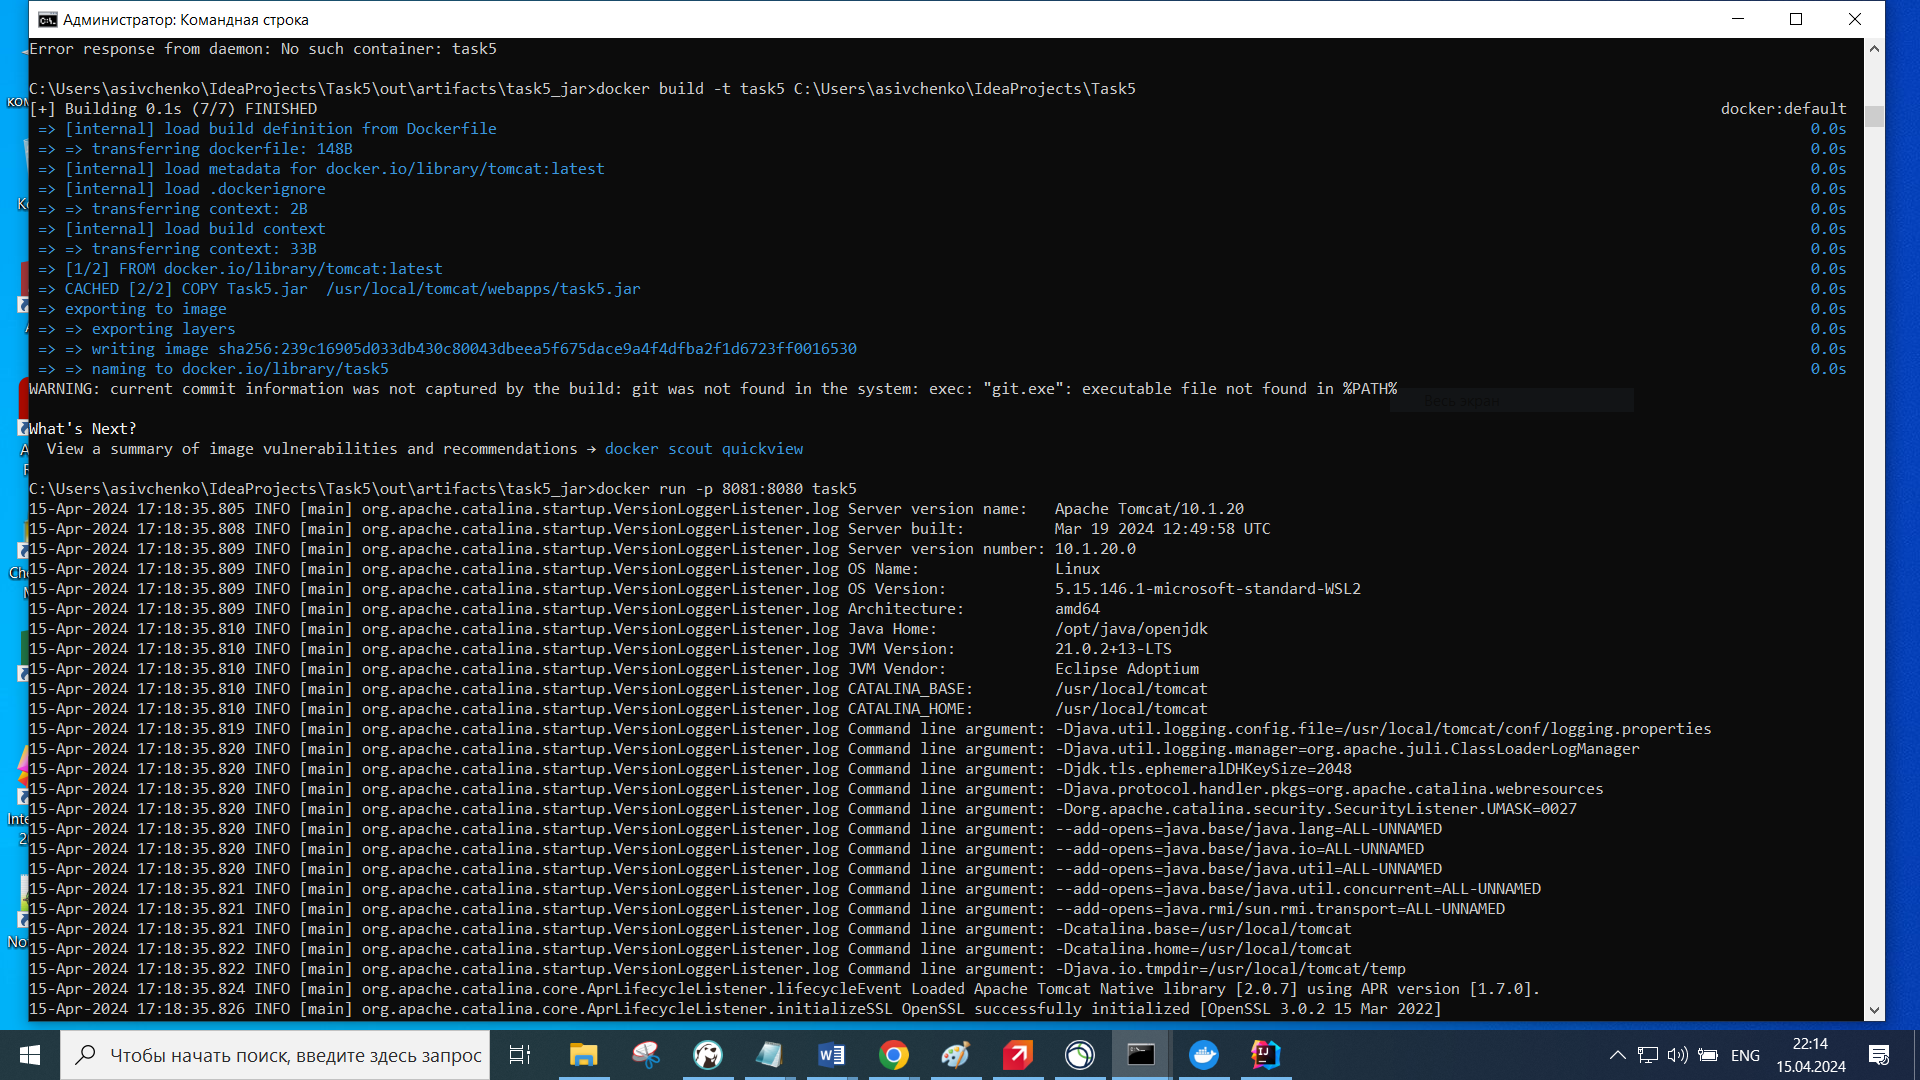 Администратор: Командная строка
Error response from daemon: No such container: task5
C:\Users\asivchenko\IdeaProjects\Task5\out\artifacts\task5_jar>docker build -t task5 C:\Users\asivchenko\IdeaProjects\Task5
[+] Building 0.1s (7/7) FINISHED docker:default
=> [internal] load build definition from Dockerfile 0.0s
=> => transferring dockerfile: 148B 0.0s
=> [internal] load metadata for docker.io/library/tomcat:latest 0.0s
=> [internal] load .dockerignore 0.0s
=> => transferring context: 2B 0.0s
=> [internal] load build context 0.0s
=> => transferring context: 33B 0.0s
=> [1/2] FROM docker.io/library/tomcat:latest 0.0s
=> CACHED [2/2] COPY Task5.jar  /usr/local/tomcat/webapps/task5.jar 0.0s
=> exporting to image 0.0s
=> => exporting layers 0.0s
=> => writing image sha256:239c16905d033db430c80043dbeea5f675dace9a4f4dfba2f1d6723ff0016530 0.0s
=> => naming to docker.io/library/task5 0.0s
WARNING: current commit information was not captured by the build: git was not found in the system: exec: "git.exe": executable file not found in %PATH%
Весь экран
What's Next?
View a summary of image vulnerabilities and recommendations → docker scout quickview
C:\Users\asivchenko\IdeaProjects\Task5\out\artifacts\task5_jar>docker run -p 8081:8080 task5
15-Apr-2024 17:18:35.805 INFO [main] org.apache.catalina.startup.VersionLoggerListener.log Server version name:   Apache Tomcat/10.1.20
15-Apr-2024 17:18:35.808 INFO [main] org.apache.catalina.startup.VersionLoggerListener.log Server built:          Mar 19 2024 12:49:58 UTC
15-Apr-2024 17:18:35.809 INFO [main] org.apache.catalina.startup.VersionLoggerListener.log Server version number: 10.1.20.0
15-Apr-2024 17:18:35.809 INFO [main] org.apache.catalina.startup.VersionLoggerListener.log OS Name:               Linux
15-Apr-2024 17:18:35.809 INFO [main] org.apache.catalina.startup.VersionLoggerListener.log OS Version:            5.15.146.1-microsoft-standard-WSL2
15-Apr-2024 17:18:35.809 INFO [main] org.apache.catalina.startup.VersionLoggerListener.log Architecture:          amd64
15-Apr-2024 17:18:35.810 INFO [main] org.apache.catalina.startup.VersionLoggerListener.log Java Home:             /opt/java/openjdk
15-Apr-2024 17:18:35.810 INFO [main] org.apache.catalina.startup.VersionLoggerListener.log JVM Version:           21.0.2+13-LTS
15-Apr-2024 17:18:35.810 INFO [main] org.apache.catalina.startup.VersionLoggerListener.log JVM Vendor:            Eclipse Adoptium
15-Apr-2024 17:18:35.810 INFO [main] org.apache.catalina.startup.VersionLoggerListener.log CATALINA_BASE:         /usr/local/tomcat
15-Apr-2024 17:18:35.810 INFO [main] org.apache.catalina.startup.VersionLoggerListener.log CATALINA_HOME:         /usr/local/tomcat
15-Apr-2024 17:18:35.819 INFO [main] org.apache.catalina.startup.VersionLoggerListener.log Command line argument: -Djava.util.logging.config.file=/usr/local/tomcat/conf/logging.properties
15-Apr-2024 17:18:35.820 INFO [main] org.apache.catalina.startup.VersionLoggerListener.log Command line argument: -Djava.util.logging.manager=org.apache.juli.ClassLoaderLogManager
15-Apr-2024 17:18:35.820 INFO [main] org.apache.catalina.startup.VersionLoggerListener.log Command line argument: -Djdk.tls.ephemeralDHKeySize=2048
15-Apr-2024 17:18:35.820 INFO [main] org.apache.catalina.startup.VersionLoggerListener.log Command line argument: -Djava.protocol.handler.pkgs=org.apache.catalina.webresources
15-Apr-2024 17:18:35.820 INFO [main] org.apache.catalina.startup.VersionLoggerListener.log Command line argument: -Dorg.apache.catalina.security.SecurityListener.UMASK=0027
15-Apr-2024 17:18:35.820 INFO [main] org.apache.catalina.startup.VersionLoggerListener.log Command line argument: --add-opens=java.base/java.lang=ALL-UNNAMED
15-Apr-2024 17:18:35.820 INFO [main] org.apache.catalina.startup.VersionLoggerListener.log Command line argument: --add-opens=java.base/java.io=ALL-UNNAMED
15-Apr-2024 17:18:35.820 INFO [main] org.apache.catalina.startup.VersionLoggerListener.log Command line argument: --add-opens=java.base/java.util=ALL-UNNAMED
15-Apr-2024 17:18:35.821 INFO [main] org.apache.catalina.startup.VersionLoggerListener.log Command line argument: --add-opens=java.base/java.util.concurrent=ALL-UNNAMED
15-Apr-2024 17:18:35.821 INFO [main] org.apache.catalina.startup.VersionLoggerListener.log Command line argument: --add-opens=java.rmi/sun.rmi.transport=ALL-UNNAMED
15-Apr-2024 17:18:35.821 INFO [main] org.apache.catalina.startup.VersionLoggerListener.log Command line argument: -Dcatalina.base=/usr/local/tomcat
15-Apr-2024 17:18:35.822 INFO [main] org.apache.catalina.startup.VersionLoggerListener.log Command line argument: -Dcatalina.home=/usr/local/tomcat
15-Apr-2024 17:18:35.822 INFO [main] org.apache.catalina.startup.VersionLoggerListener.log Command line argument: -Djava.io.tmpdir=/usr/local/tomcat/temp
15-Apr-2024 17:18:35.824 INFO [main] org.apache.catalina.core.AprLifecycleListener.lifecycleEvent Loaded Apache Tomcat Native library [2.0.7] using APR version [1.7.0].
15-Apr-2024 17:18:35.826 INFO [main] org.apache.catalina.core.AprLifecycleListener.initializeSSL OpenSSL successfully initialized [OpenSSL 3.0.2 15 Mar 2022]
Чтобы начать поиск, введите здесь запрос
ENG
22:14
15.04.2024